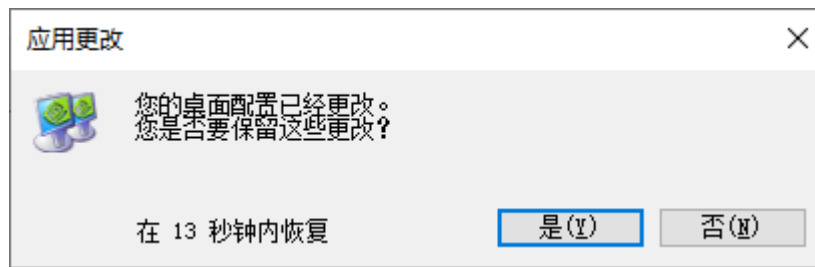 应用更改
您的桌面配置已经更改。
您是否要保留这些更改?
在 13 秒钟内恢复
是(Y)
否(N)